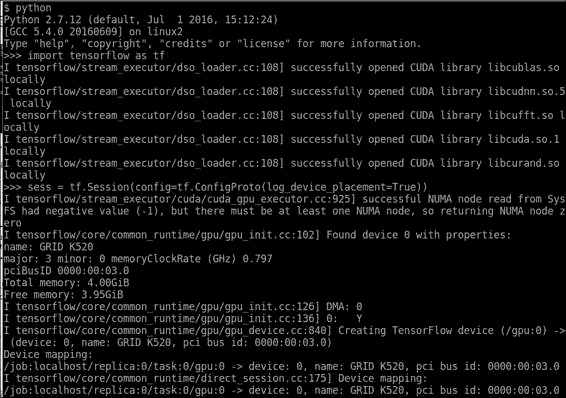 $ python
Python 2.7.12 (default, Jul  1 2016, 15:12:24)
[GCC 5.4.0 20160609] on linux2
Type "help", "copyright", "credits" or "license" for more information.
>>> import tensorflow as tf
I tensorflow/stream_executor/dso_loader.cc:108] successfully opened CUDA library libcublas.so
locally
I tensorflow/stream_executor/dso_loader.cc:108] successfully opened CUDA library libcudnn.so.5
 locally
I tensorflow/stream_executor/dso_loader.cc:108] successfully opened CUDA library libcufft.so l
ocally
I tensorflow/stream_executor/dso_loader.cc:108] successfully opened CUDA library libcuda.so.1
locally
I tensorflow/stream_executor/dso_loader.cc:108] successfully opened CUDA library libcurand.so
locally
>>> sess = tf.Session(config=tf.ConfigProto(log_device_placement=True))
I tensorflow/stream_executor/cuda/cuda_gpu_executor.cc:925] successful NUMA node read from Sys
FS had negative value (-1), but there must be at least one NUMA node, so returning NUMA node z
ero
I tensorflow/core/common_runtime/gpu/gpu_init.cc:102] Found device 0 with properties:
name: GRID K520
major: 3 minor: 0 memoryClockRate (GHz) 0.797
pciBusID 0000:00:03.0
Total memory: 4.00GiB
Free memory: 3.95GiB
I tensorflow/core/common_runtime/gpu/gpu_init.cc:126] DMA: 0
I tensorflow/core/common_runtime/gpu/gpu_init.cc:136] 0:   Y
I tensorflow/core/common_runtime/gpu/gpu_device.cc:840] Creating TensorFlow device (/gpu:0) ->
 (device: 0, name: GRID K520, pci bus id: 0000:00:03.0)
Device mapping:
/job:localhost/replica:0/task:0/gpu:0 -> device: 0, name: GRID K520, pci bus id: 0000:00:03.0
I tensorflow/core/common_runtime/direct_session.cc:175] Device mapping:
/job:localhost/replica:0/task:0/gpu:0 -> device: 0, name: GRID K520, pci bus id: 0000:00:03.0